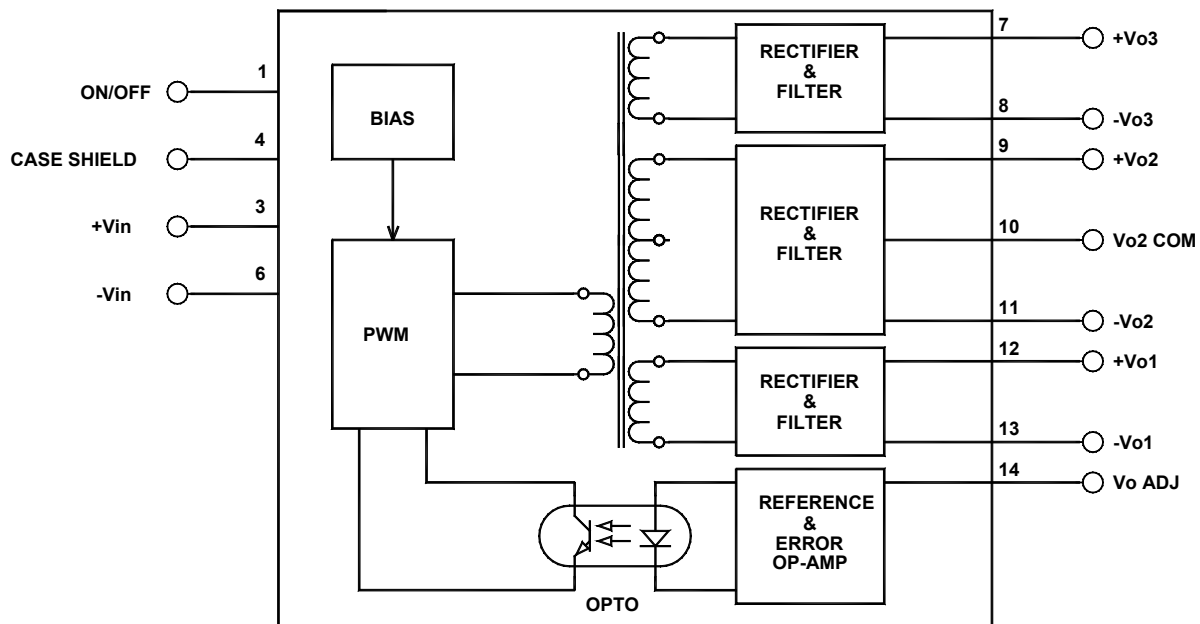 ON/OFF
1
CASE SHIELD
4
+Vin
3
-Vin
6
BIAS
PWM
OPTO
RECTIFIER
&
FILTER
RECTIFIER
&
FILTER
RECTIFIER
&
FILTER
REFERENCE
&
ERROR
OP-AMP
7
+Vo3
8
-Vo3
9
+Vo2
10
Vo2 COM
11
-Vo2
12
+Vo1
13
-Vo1
14
Vo ADJ